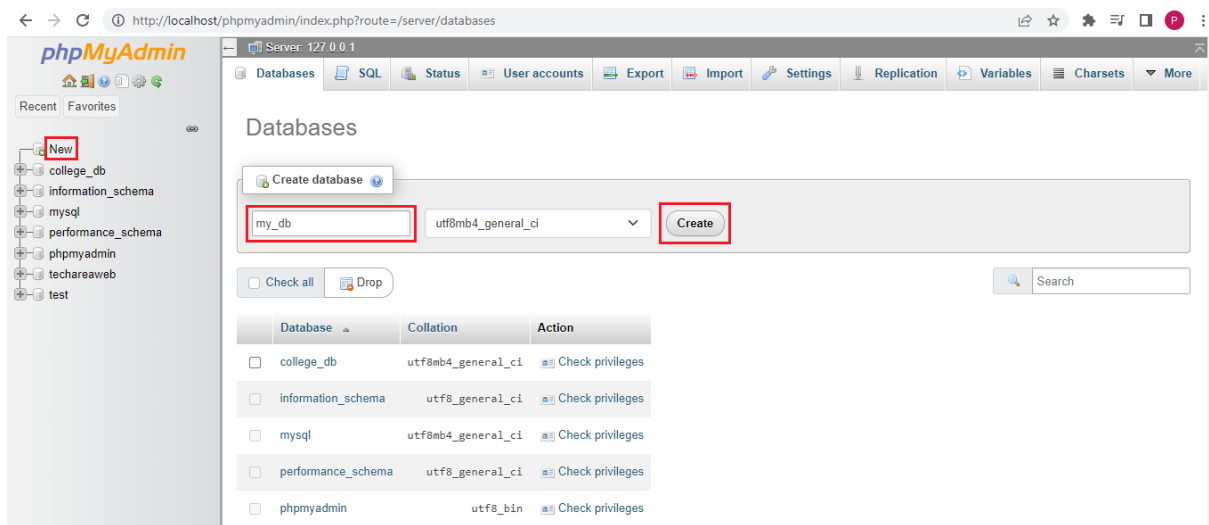 http://localhost/phpmyadmin/index.php?route=/server/databases
P
phpMyAdmin
Recent Favorites
New
college_db
information_schema
mysql
performance_schema
phpmyadmin
techareaweb
test
Server: 127.0.0.1
Databases SQL Status User accounts Export Import Settings Replication Variables Charsets More
Databases
Create database
my_db utf8mb4_general_ci Create
Check all Drop Search
Database Collation Action
college_db utf8mb4_general_ci Check privileges
information_schema utf8_general_ci Check privileges
mysql utf8mb4_general_ci Check privileges
performance_schema utf8_general_ci Check privileges
phpmyadmin utf8_bin Check privileges